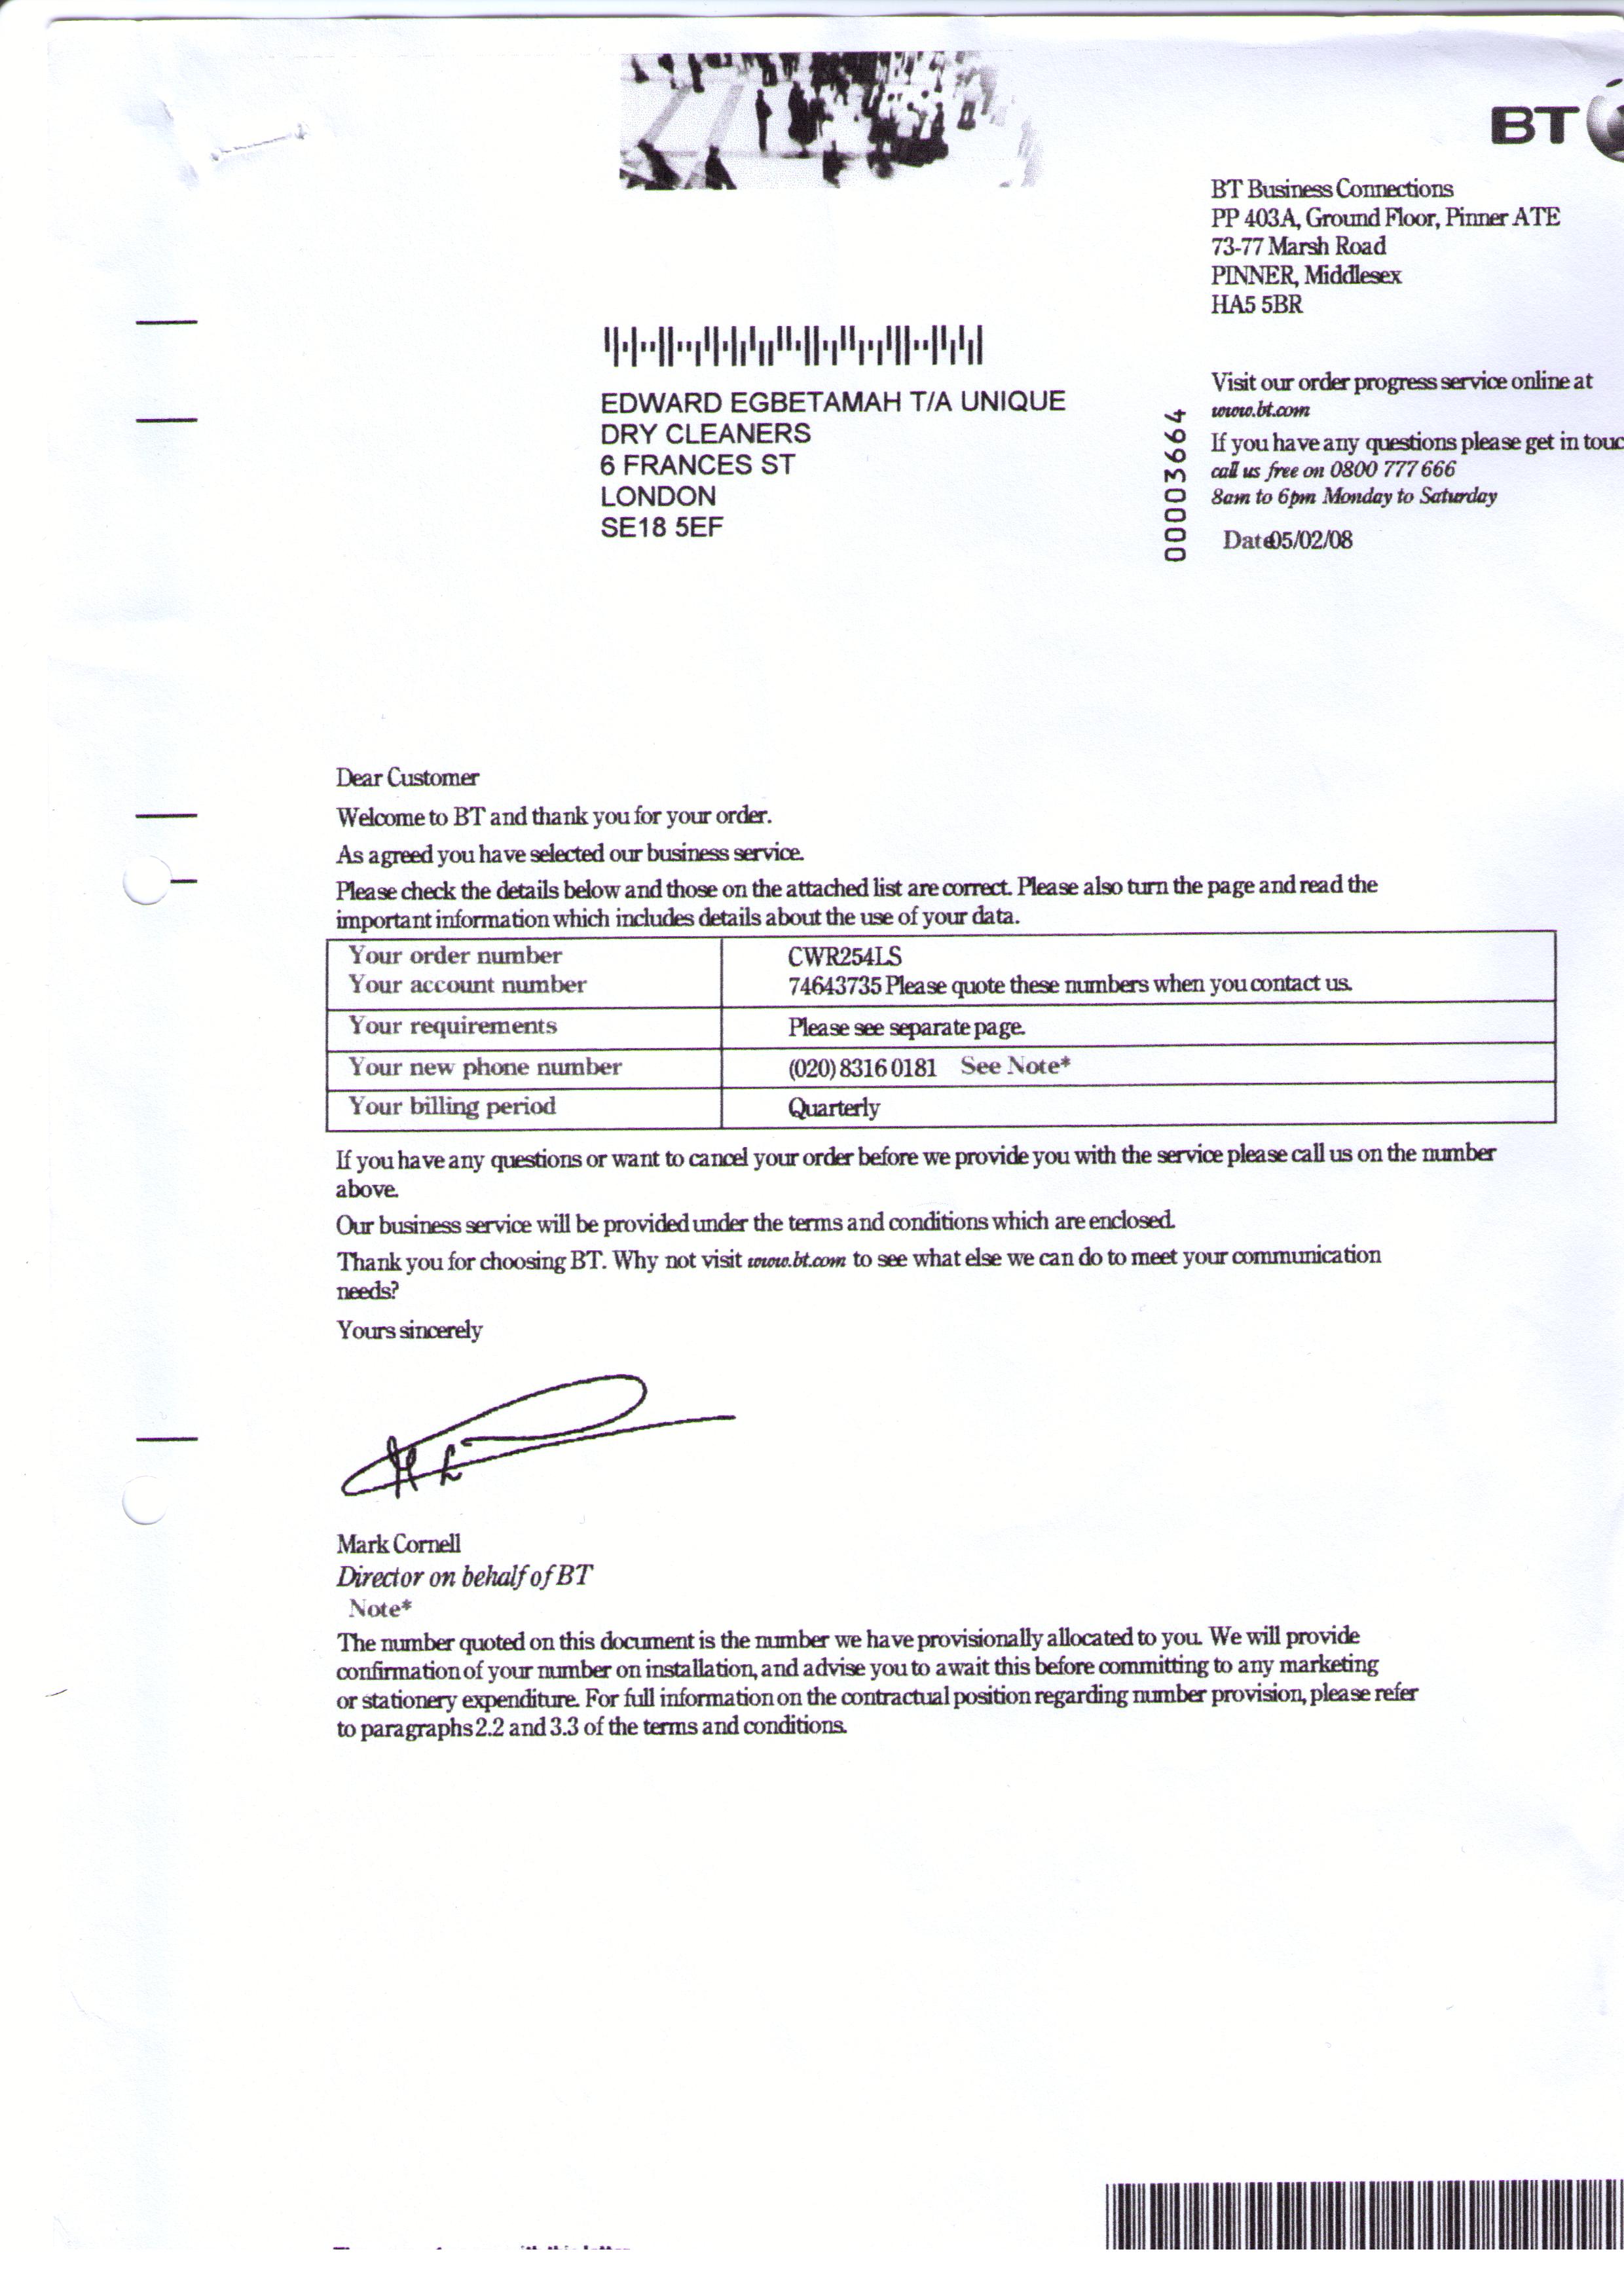 BT
BT Business Connections
PP 403A, Ground Floor, Pinner ATE
73-77 Marsh Road
PINNER, Middlesex
HA5 5BR
EDWARD EGBETAMAH T/A UNIQUE
DRY CLEANERS
6 FRANCES ST
LONDON
SE18 5EF
00003664
Visit our order progress service online at
www.bt.com
If you have any questions please get in touc
call us free on 0800 777 666
8am to 6pm Monday to Saturday
Date 05/02/08
Dear Customer
Welcome to BT and thank you for your order.
As agreed you have selected our business service.
Please check the details below and those on the attached list are correct. Please also turn the page and read the
important information which includes details about the use of your data.
Your order number CWR254LS
Your account number 74643735 Please quote these numbers when you contact us.
Your requirements Please see separate page.
Your new phone number (020) 8316 0181 See Note*
Your billing period Quarterly
If you have any questions or want to cancel your order before we provide you with the service please call us on the number
above.
Our business service will be provided under the terms and conditions which are enclosed.
Thank you for choosing BT. Why not visit www.bt.com to see what else we can do to meet your communication
needs?
Yours sincerely
Mark Cornell
Director on behalf of BT
Note*
The number quoted on this document is the number we have provisionally allocated to you. We will provide
confirmation of your number on installation, and advise you to await this before committing to any marketing
or stationery expenditure. For full information on the contractual position regarding number provision, please refer
to paragraphs 2.2 and 3.3 of the terms and conditions.